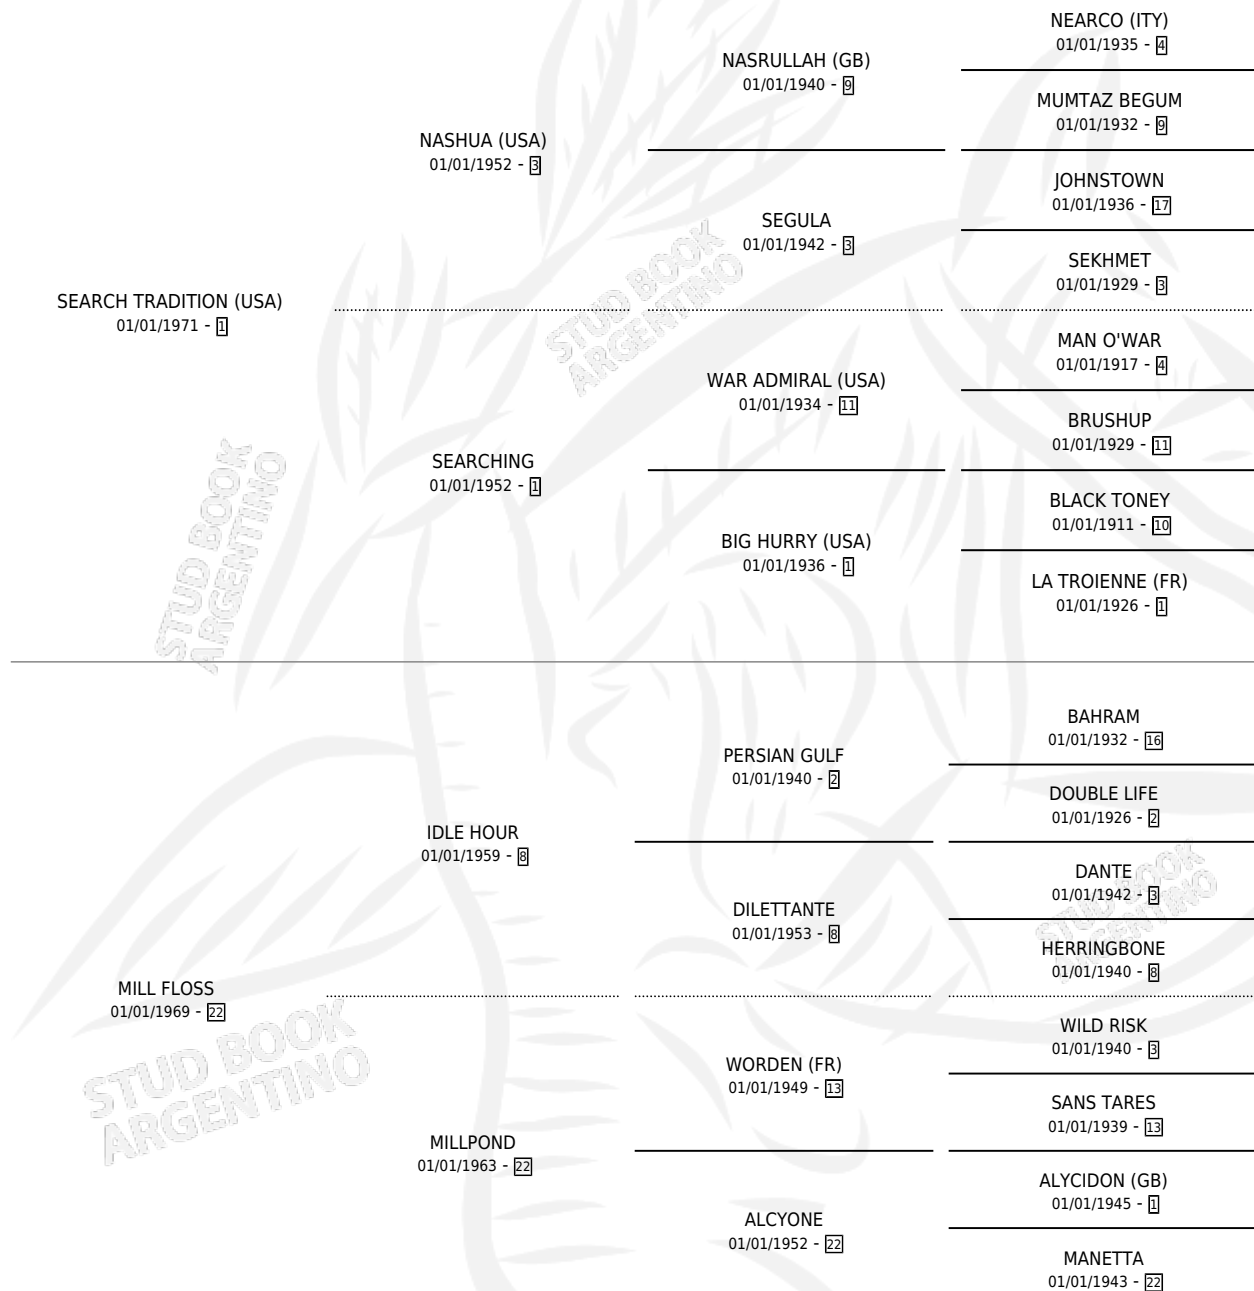 NEARCO (ITY)
01/01/1935 - 4
NASRULLAH (GB)
01/01/1940 - 9
MUMTAZ BEGUM
01/01/1932 - 9
NASHUA (USA)
01/01/1952 - 3
JOHNSTOWN
01/01/1936 - 17
SEGULA
01/01/1942 - 3
SEKHMET
01/01/1929 - 3
SEARCH TRADITION (USA)
01/01/1971 - 1
STUD BOOK
ARGENTINO
MAN O'WAR
01/01/1917 - 4
WAR ADMIRAL (USA)
01/01/1934 - 11
BRUSHUP
01/01/1929 - 11
SEARCHING
01/01/1952 - 1
BLACK TONEY
01/01/1911 - 10
BIG HURRY (USA)
01/01/1936 - 1
LA TROIENNE (FR)
01/01/1926 - 1
STUD BOOK
ARGENTINO
BAHRAM
01/01/1932 - 16
PERSIAN GULF
01/01/1940 - 2
DOUBLE LIFE
01/01/1926 - 2
IDLE HOUR
01/01/1959 - 8
DANTE
01/01/1942 - 3
DILETTANTE
01/01/1953 - 8
HERRINGBONE
01/01/1940 - 8
STUD BOOK
ARGENTINO
MILL FLOSS
01/01/1969 - 22
WILD RISK
01/01/1940 - 3
WORDEN (FR)
01/01/1949 - 13
SANS TARES
01/01/1939 - 13
STUD BOOK
ARGENTINO
MILLPOND
01/01/1963 - 22
ALYCIDON (GB)
01/01/1945 - 1
ALCYONE
01/01/1952 - 22
MANETTA
01/01/1943 - 22